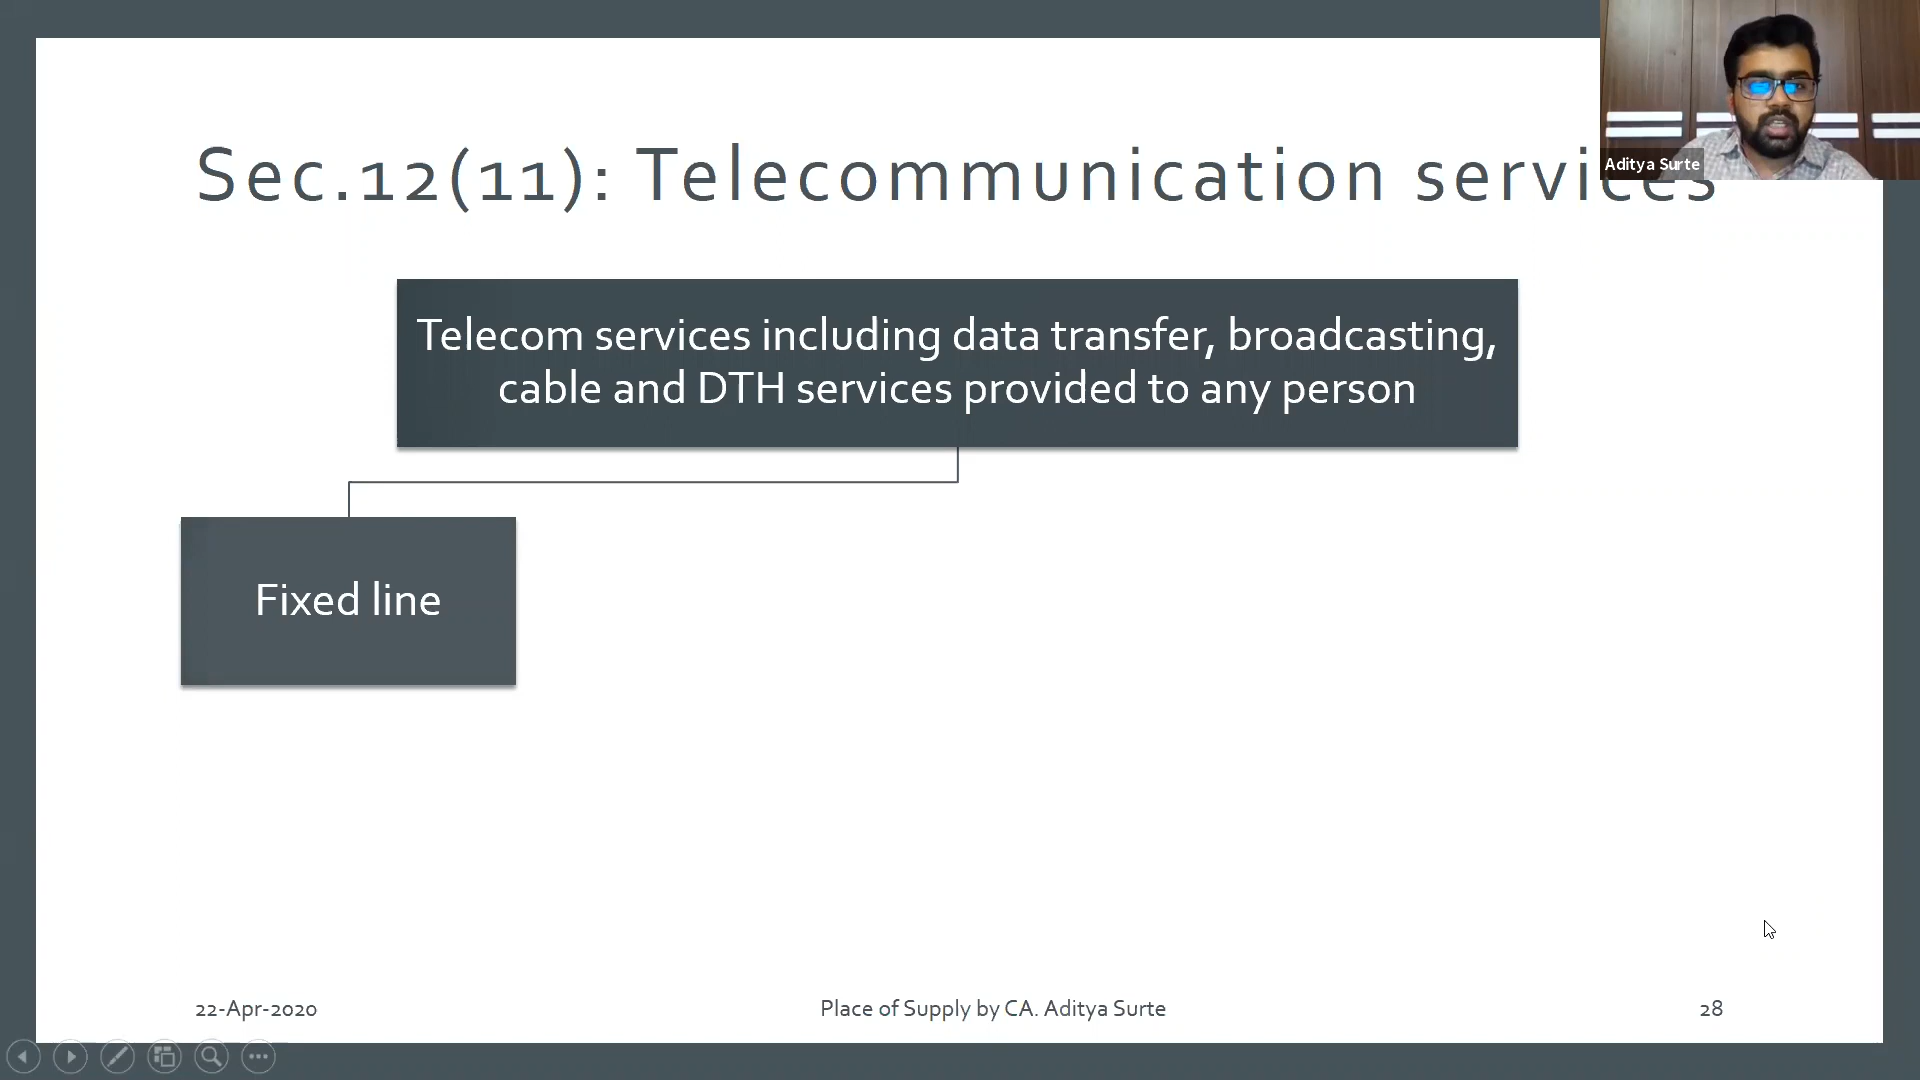 Sec.12(11): Telecommunication services
Aditya Surte
Telecom services including data transfer, broadcasting,
cable and DTH services provided to any person
Fixed line
22-Apr-2020
Place of Supply by CA. Aditya Surte
28